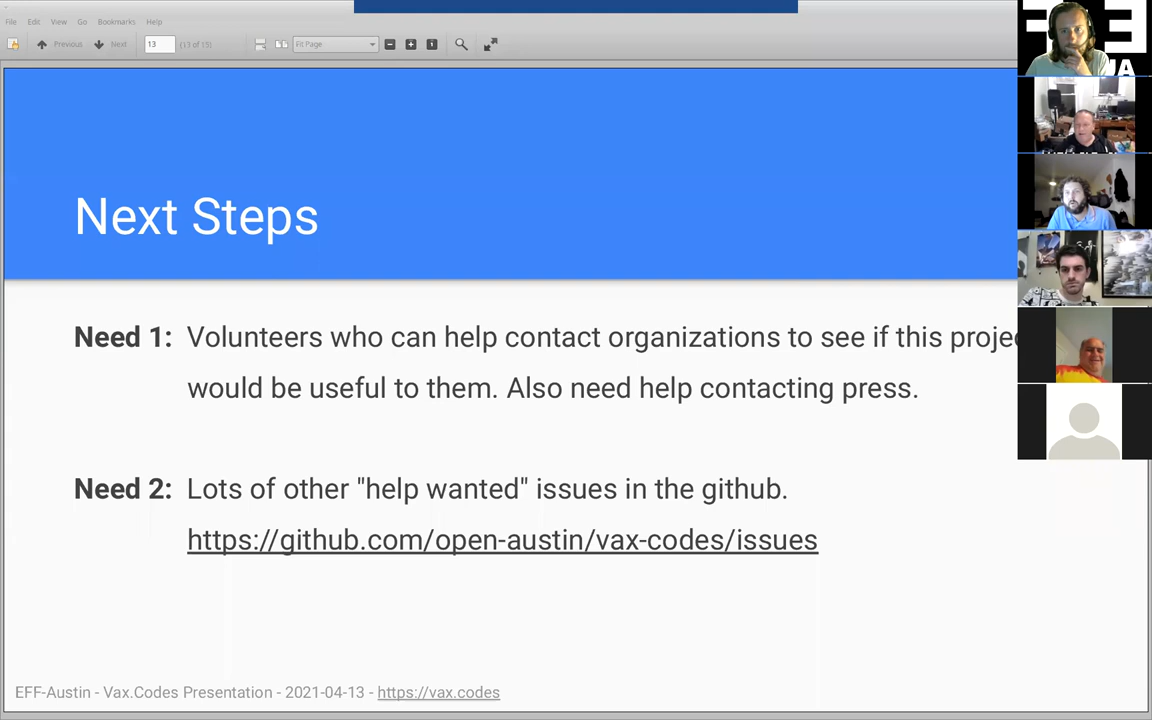 File Edit View Go Bookmarks Help
Previous Next 13 (13 of 15) Fit Page
Next Steps
Need 1: Volunteers who can help contact organizations to see if this projec
would be useful to them. Also need help contacting press.
Need 2: Lots of other "help wanted" issues in the github.
https://github.com/open-austin/vax-codes/issues
EFF-Austin - Vax.Codes Presentation - 2021-04-13 - https://vax.codes